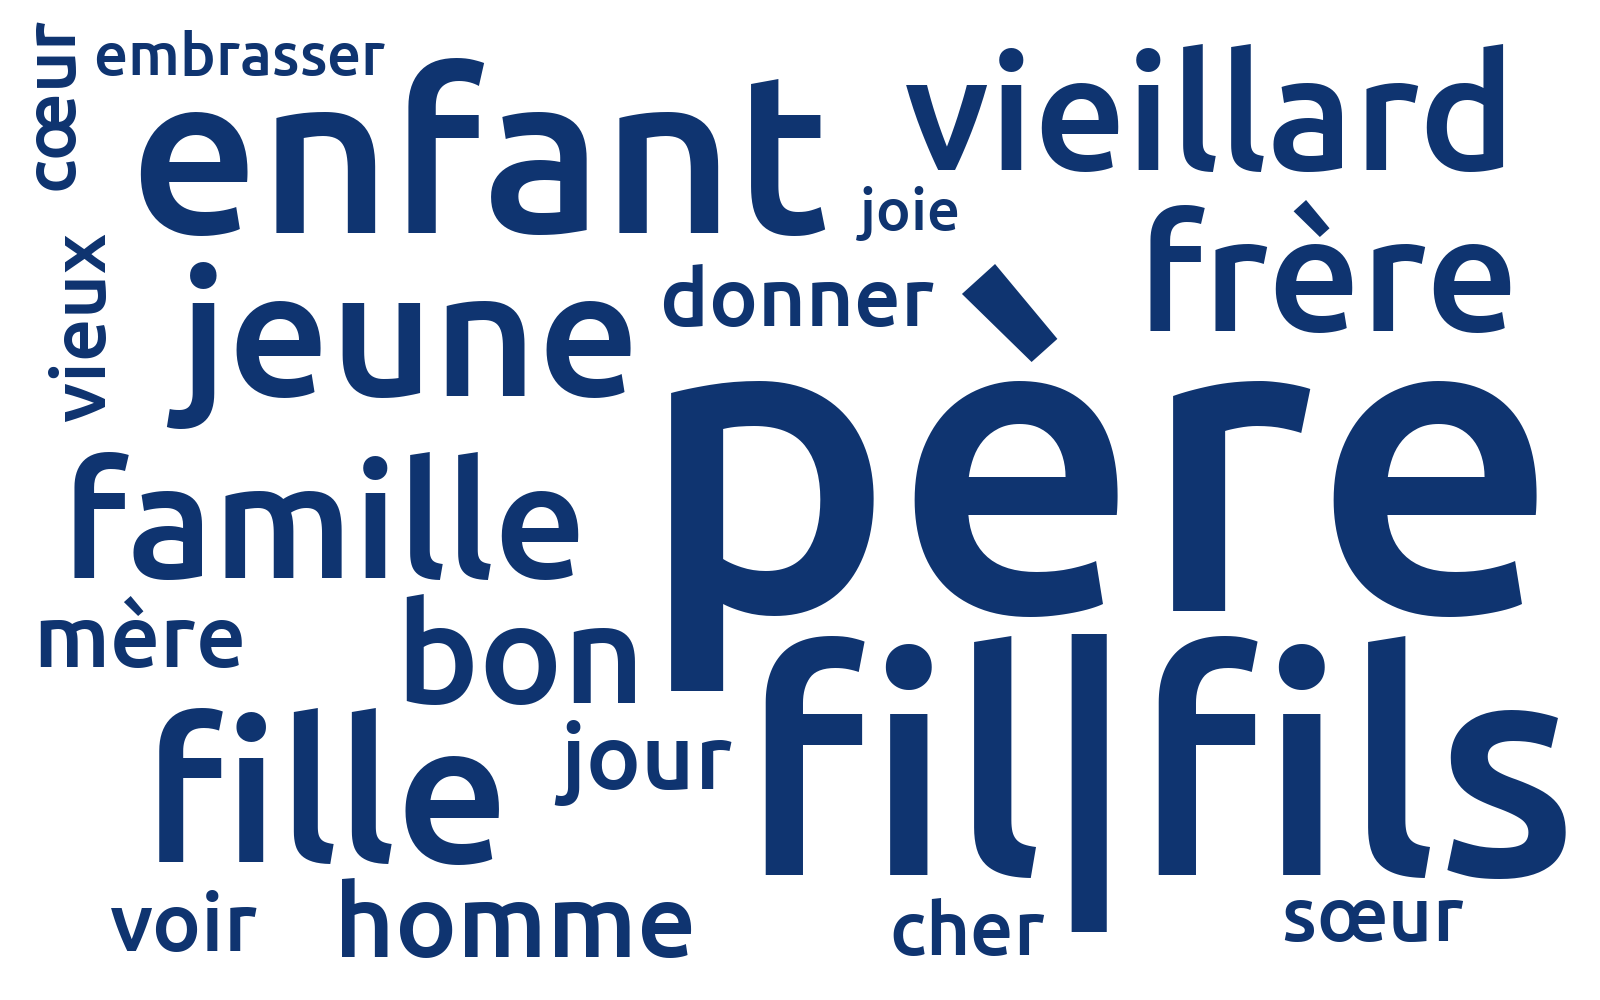 cœur
embrasser
enfant
vieillard
joie
frère
vieux
jeune
donner
père
famille
mère
bon
fil|fils
fille
jour
voir
homme
cher
sœur